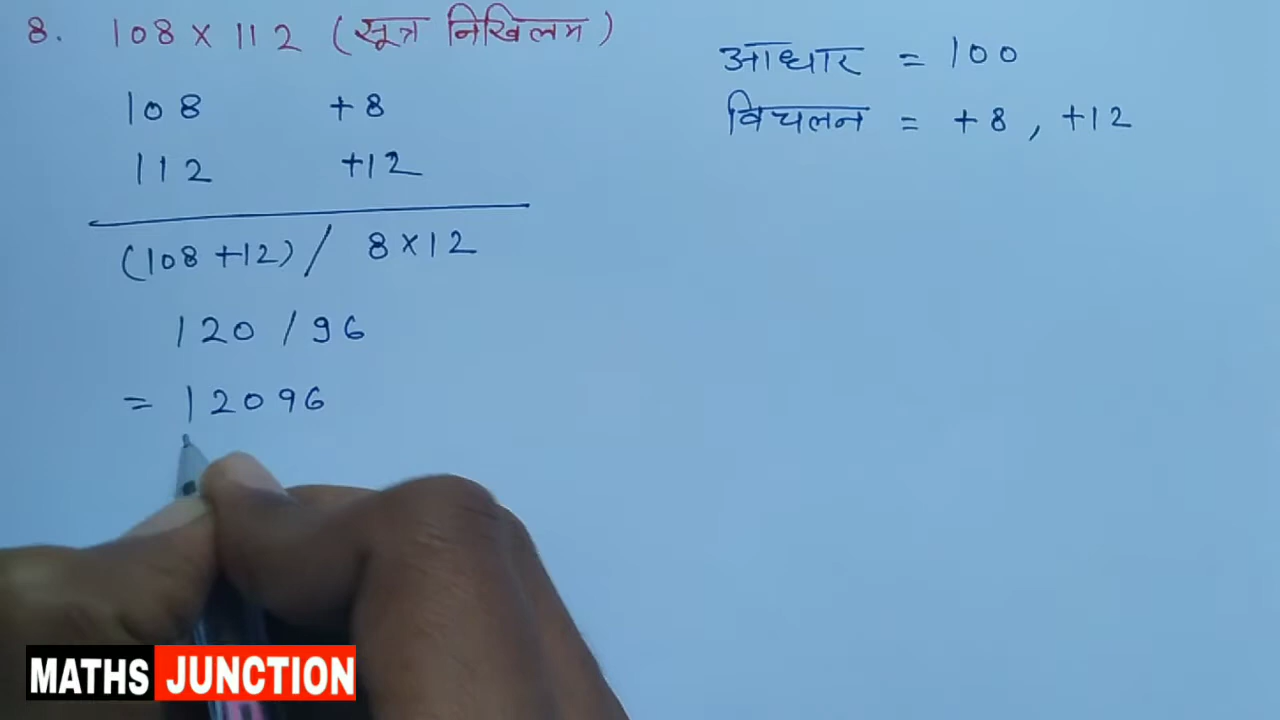 8. 108 × 112 (सूत्र निखिलम)
आधार = 100
विचलन = +8, +12
108 +8
112 +12
(108 +12) / 8×12
120 / 96
= 12096
MATHS JUNCTION